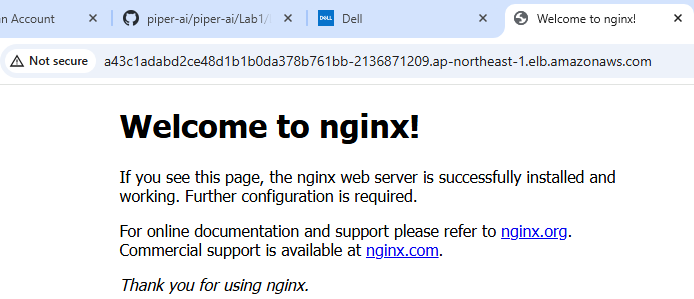 n Account
piper-ai/piper-ai/Lab1/
DELL
Dell
Welcome to nginx!
Not secure
a43c1adabd2ce48d1b1b0da378b761bb-2136871209.ap-northeast-1.elb.amazonaws.com
Welcome to nginx!
If you see this page, the nginx web server is successfully installed and
working. Further configuration is required.
For online documentation and support please refer to nginx.org.
Commercial support is available at nginx.com.
Thank you for using nginx.